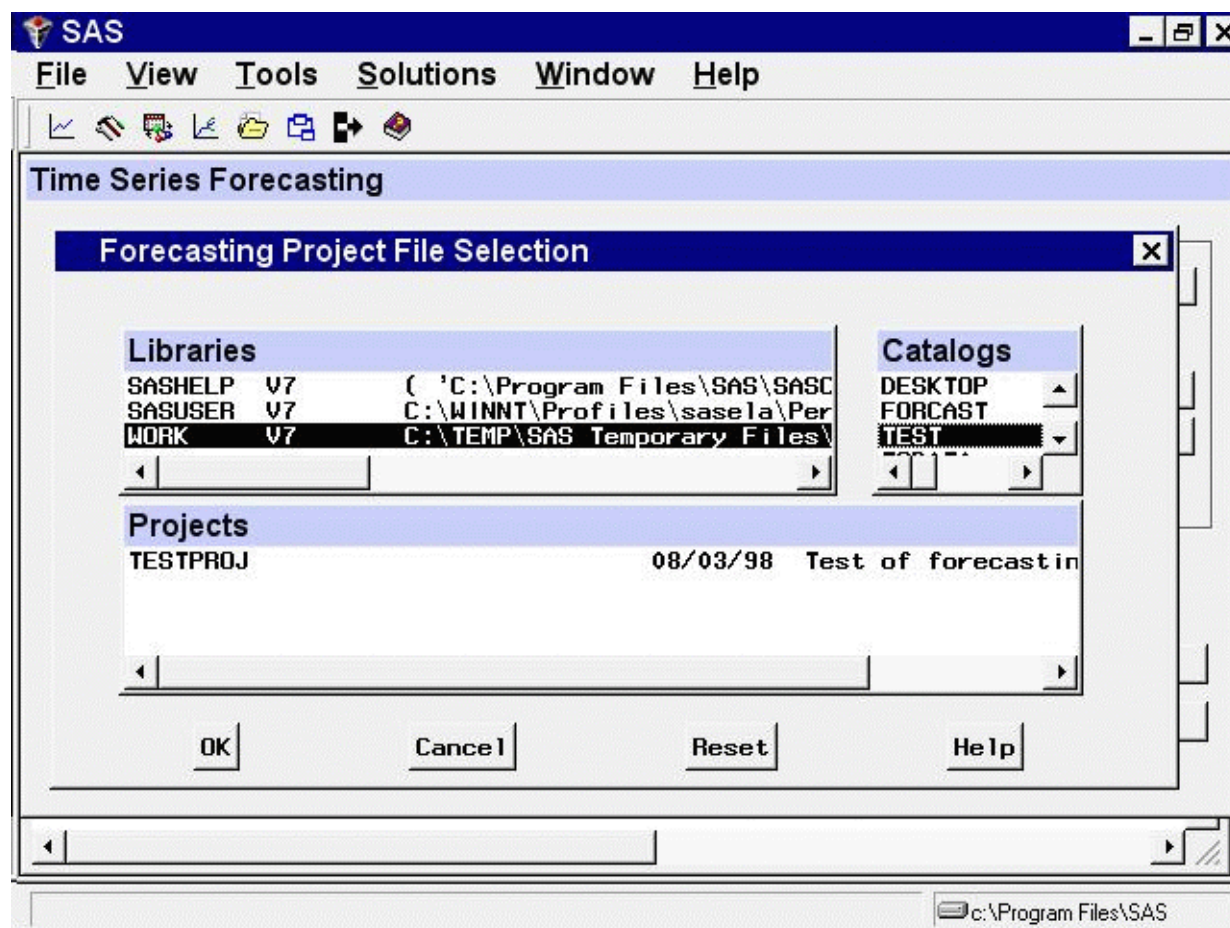 SAS
File View Tools Solutions Window Help
Time Series Forecasting
Forecasting Project File Selection
Libraries
SASHELP V7 ( 'C:\Program Files\SAS\SASC
SASUSER V7 C:\WINNT\Profiles\sasela\Per
WORK V7 C:\TEMP\SAS Temporary Files\
Catalogs
DESKTOP
FORCAST
TEST
Projects
TESTPROJ 08/03/98 Test of forecastin
OK Cancel Reset Help
c:\Program Files\SAS